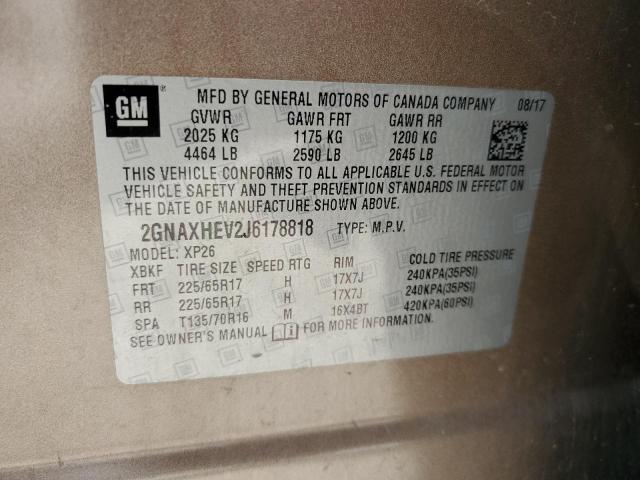 GM
MFD BY GENERAL MOTORS OF CANADA COMPANY 08/17
GVWR GAWR FRT GAWR RR
2025 KG 1175 KG 1200 KG
4464 LB 2590 LB 2645 LB
THIS VEHICLE CONFORMS TO ALL APPLICABLE U.S. FEDERAL MOTOR
VEHICLE SAFETY AND THEFT PREVENTION STANDARDS IN EFFECT ON
THE DATE OF MANUFACTURE SHOWN ABOVE.
2GNAXHEV2J6178818 TYPE: M.P.V.
MODEL: XP26
XBKF TIRE SIZE SPEED RTG RIM COLD TIRE PRESSURE
FRT 225/65R17 H 17X7J 240KPA(35PSI)
RR 225/65R17 H 17X7J 240KPA(35PSI)
SPA T135/70R16 M 16X4BT 420KPA(60PSI)
SEE OWNER'S MANUAL FOR MORE INFORMATION.